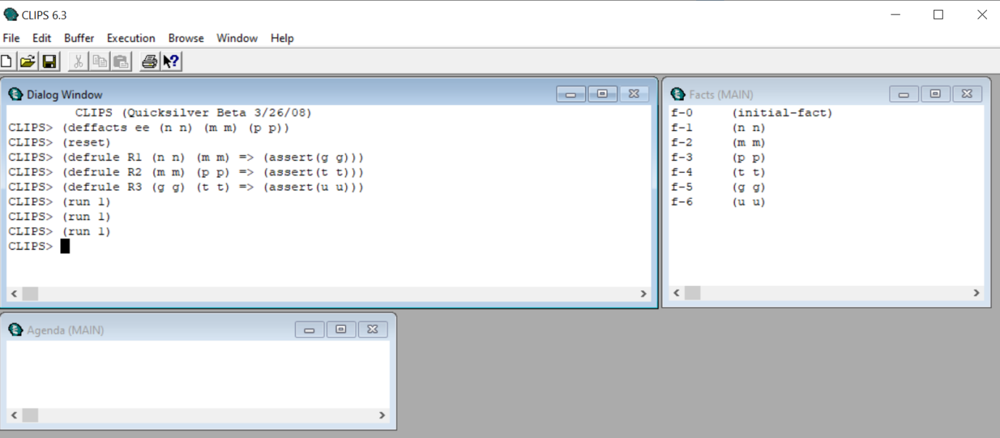 CLIPS 6.3
File Edit Buffer Execution Browse Window Help
Dialog Window
CLIPS (Quicksilver Beta 3/26/08)
CLIPS> (deffacts ee (n n) (m m) (p p))
CLIPS> (reset)
CLIPS> (defrule R1 (n n) (m m) => (assert(g g)))
CLIPS> (defrule R2 (m m) (p p) => (assert(t t)))
CLIPS> (defrule R3 (g g) (t t) => (assert(u u)))
CLIPS> (run 1)
CLIPS> (run 1)
CLIPS> (run 1)
CLIPS>
Facts (MAIN)
f-0 (initial-fact)
f-1 (n n)
f-2 (m m)
f-3 (p p)
f-4 (t t)
f-5 (g g)
f-6 (u u)
Agenda (MAIN)